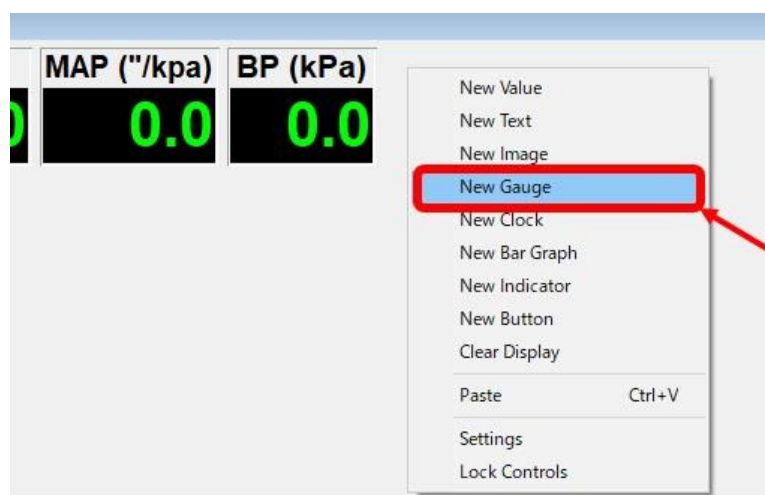 MAP ("/kpa) BP (kPa)
0 0.0 0.0
New Value
New Text
New Image
New Gauge
New Clock
New Bar Graph
New Indicator
New Button
Clear Display
Paste Ctrl+V
Settings
Lock Controls